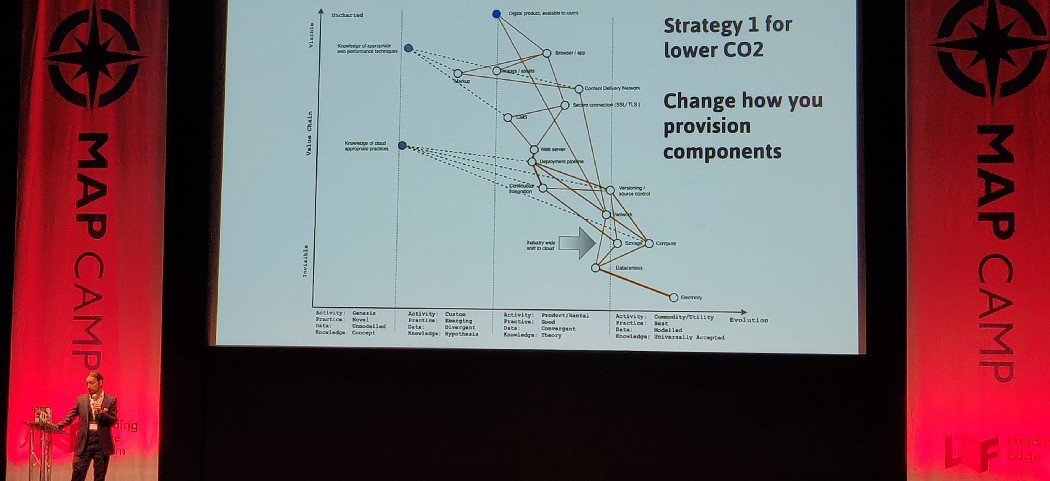 MAP CAMP
Uncharted
Visible
Value Chain
Invisible
Digital product, available to users
Knowledge of appropriate
web performance techniques
Browser / app
Images / assets
Markup
Content Delivery Network
Secure connection (SSL/ TLS )
Knowledge of cloud
appropriate practices
Web server
Deployment pipeline
Continuous
integration
Versioning /
source control
Network
Industry wide
shift to cloud
Storage
Compute
Datacentres
Electricity
Evolution
Activity: Genesis
Practice: Novel
Data: Unmodelled
Knowledge: Concept
Activity: Custom
Practice: Emerging
Data: Divergent
Knowledge: Hypothesis
Activity: Product/Rental
Practice: Good
Data: Convergent
Knowledge: Theory
Activity: Commodity/Utility
Practice: Best
Data: Modelled
Knowledge: Universally Accepted
Strategy 1 for
lower CO2
Change how you
provision
components
MAP CAMP
ding
e
m
LF
Leadin
Edge